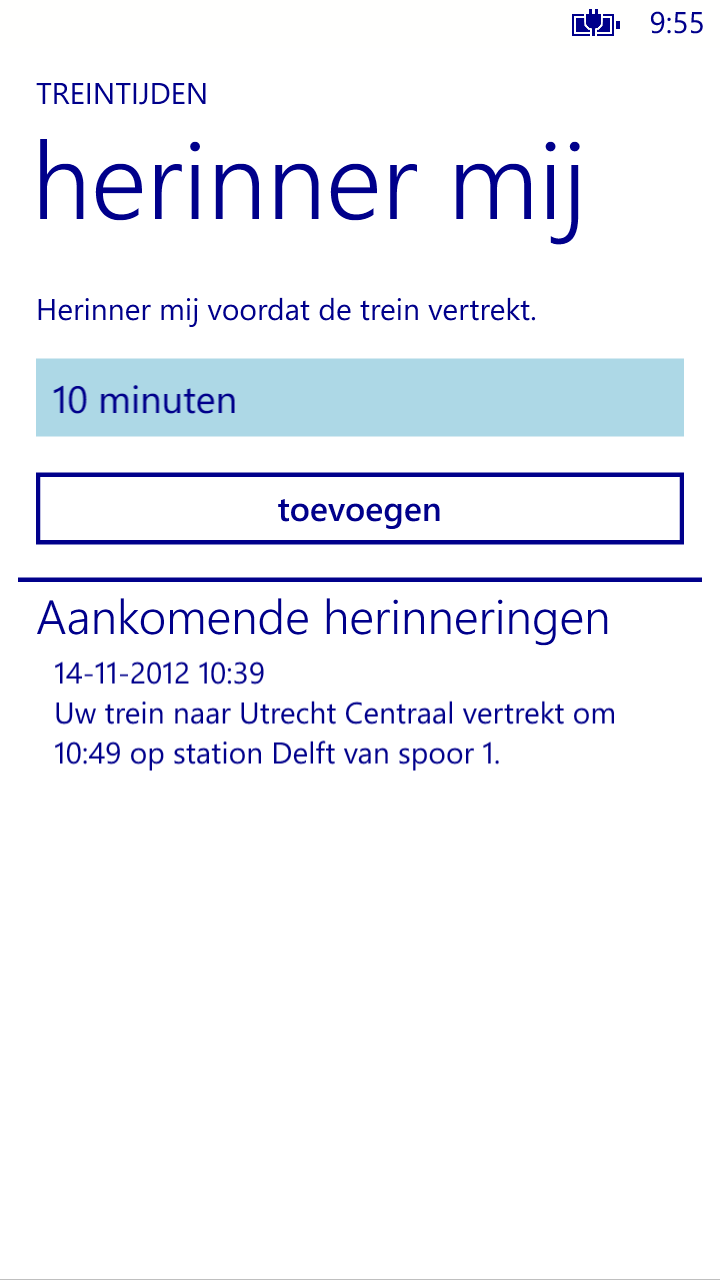 9:55
TREINTIJDEN
herinner mij
Herinner mij voordat de trein vertrekt.
10 minuten
toevoegen
Aankomende herinneringen
14-11-2012 10:39
Uw trein naar Utrecht Centraal vertrekt om
10:49 op station Delft van spoor 1.